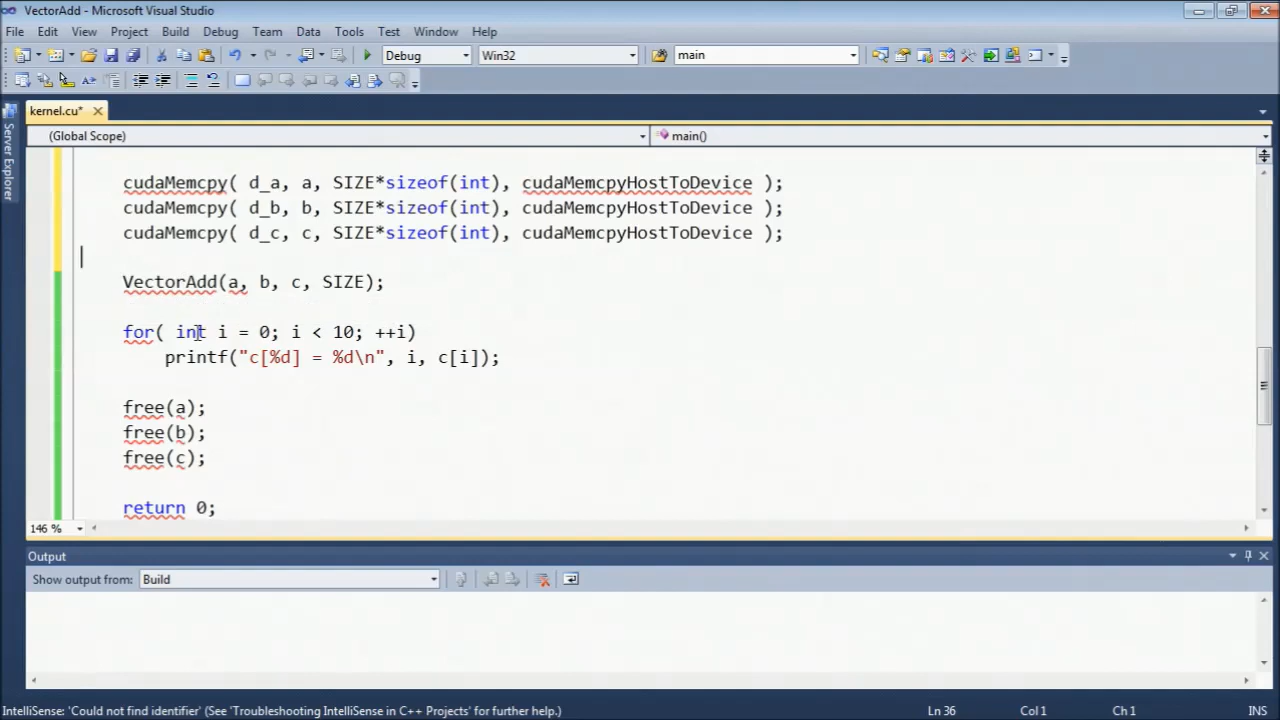 VectorAdd - Microsoft Visual Studio
File Edit View Project Build Debug Team Data Tools Test Window Help
Debug Win32 main
kernel.cu* X
(Global Scope) main()
Server Explorer
cudaMemcpy( d_a, a, SIZE*sizeof(int), cudaMemcpyHostToDevice );
cudaMemcpy( d_b, b, SIZE*sizeof(int), cudaMemcpyHostToDevice );
cudaMemcpy( d_c, c, SIZE*sizeof(int), cudaMemcpyHostToDevice );
VectorAdd(a, b, c, SIZE);
for( int i = 0; i < 10; ++i)
printf("c[%d] = %d\n", i, c[i]);
free(a);
free(b);
free(c);
return 0;
146 %
Output
Show output from: Build
IntelliSense: 'Could not find identifier' (See 'Troubleshooting IntelliSense in C++ Projects' for further help.) Ln 36 Col 1 Ch 1 INS